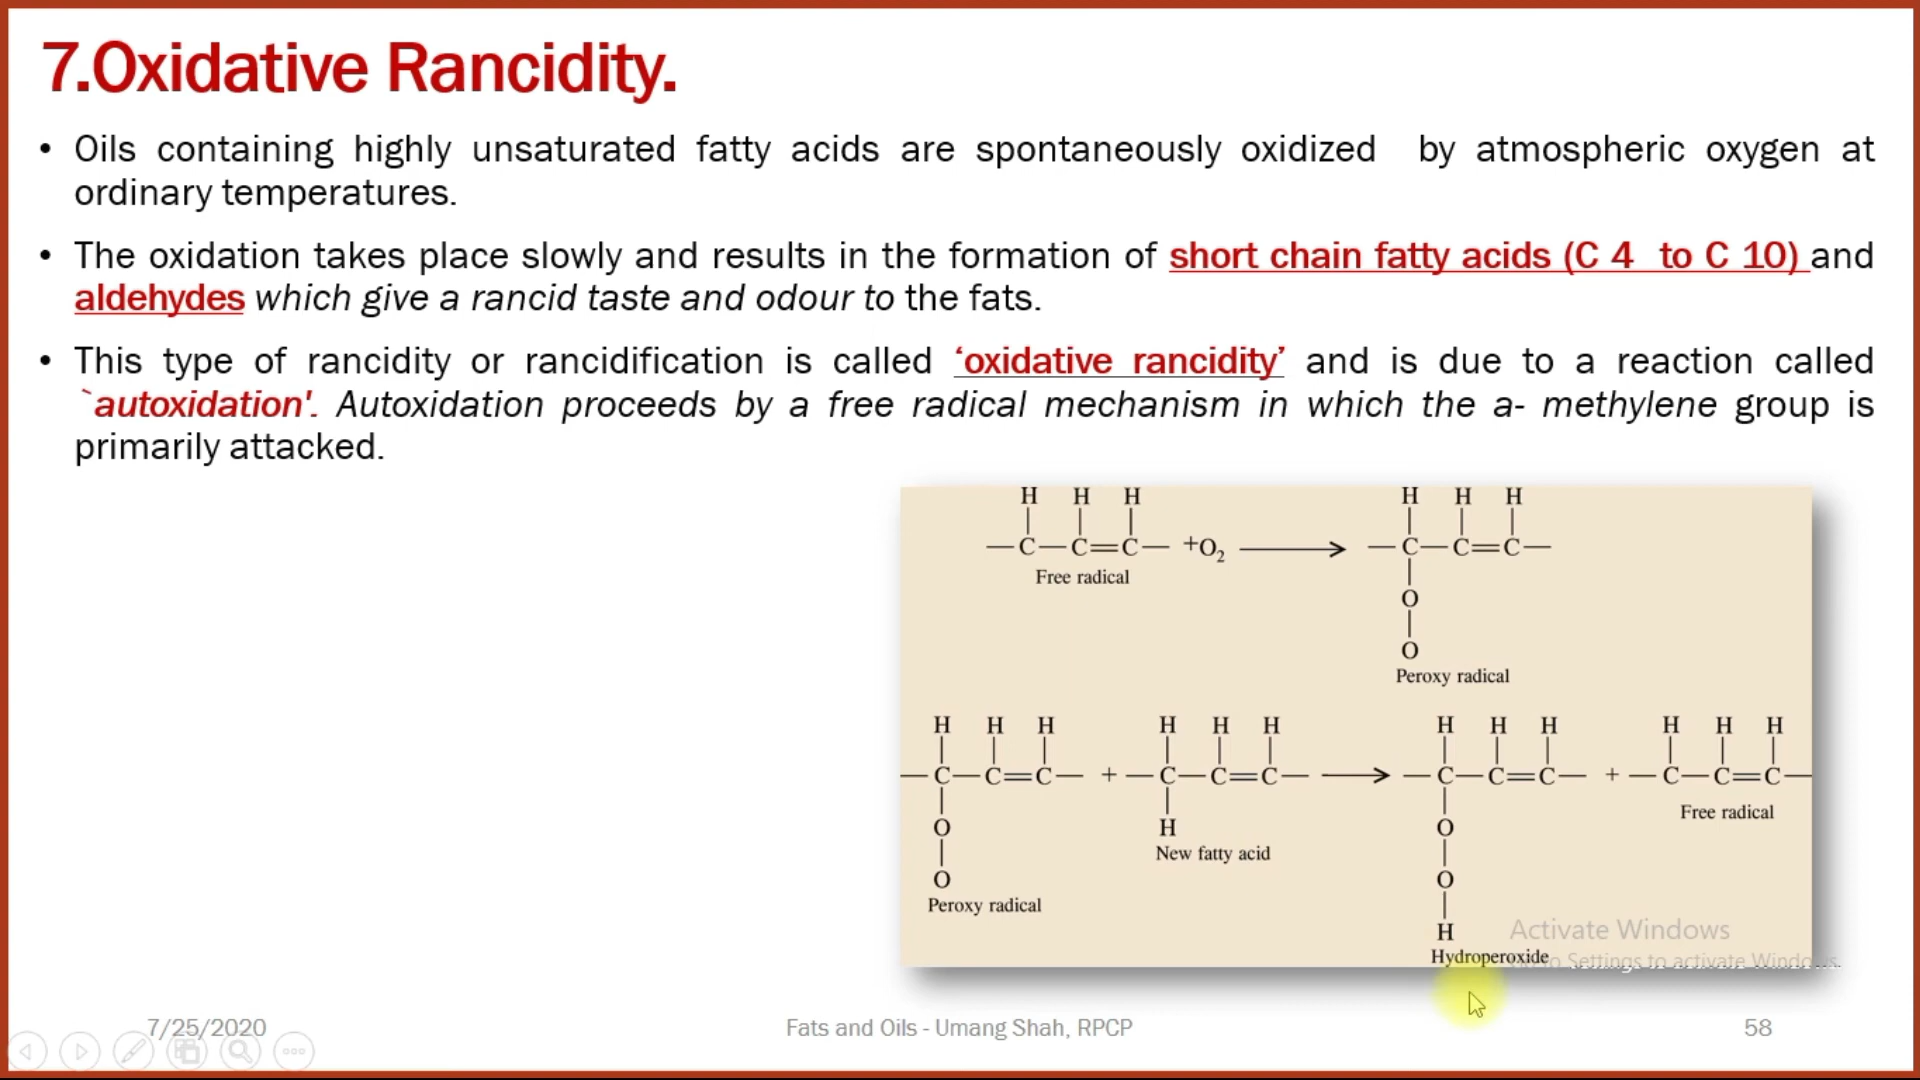 7.Oxidative Rancidity.
• Oils containing highly unsaturated fatty acids are spontaneously oxidized by atmospheric oxygen at
ordinary temperatures.
• The oxidation takes place slowly and results in the formation of short chain fatty acids (C 4 to C 10) and
aldehydes which give a rancid taste and odour to the fats.
• This type of rancidity or rancidification is called ‘oxidative rancidity’ and is due to a reaction called
`autoxidation'. Autoxidation proceeds by a free radical mechanism in which the a- methylene group is
primarily attacked.
H H H H H H
—C—C=C— +O₂ ⟶ —C—C=C—
Free radical
O
O
Peroxy radical
H H H H H H H H H H H H
—C—C=C— + —C—C=C— ⟶ —C—C=C— + —C—C=C—
Free radical
O H O
New fatty acid
O O
Peroxy radical
H
Activate Windows
Hydroperoxide
to Settings to activate Windows.
7/25/2020 Fats and Oils - Umang Shah, RPCP 58